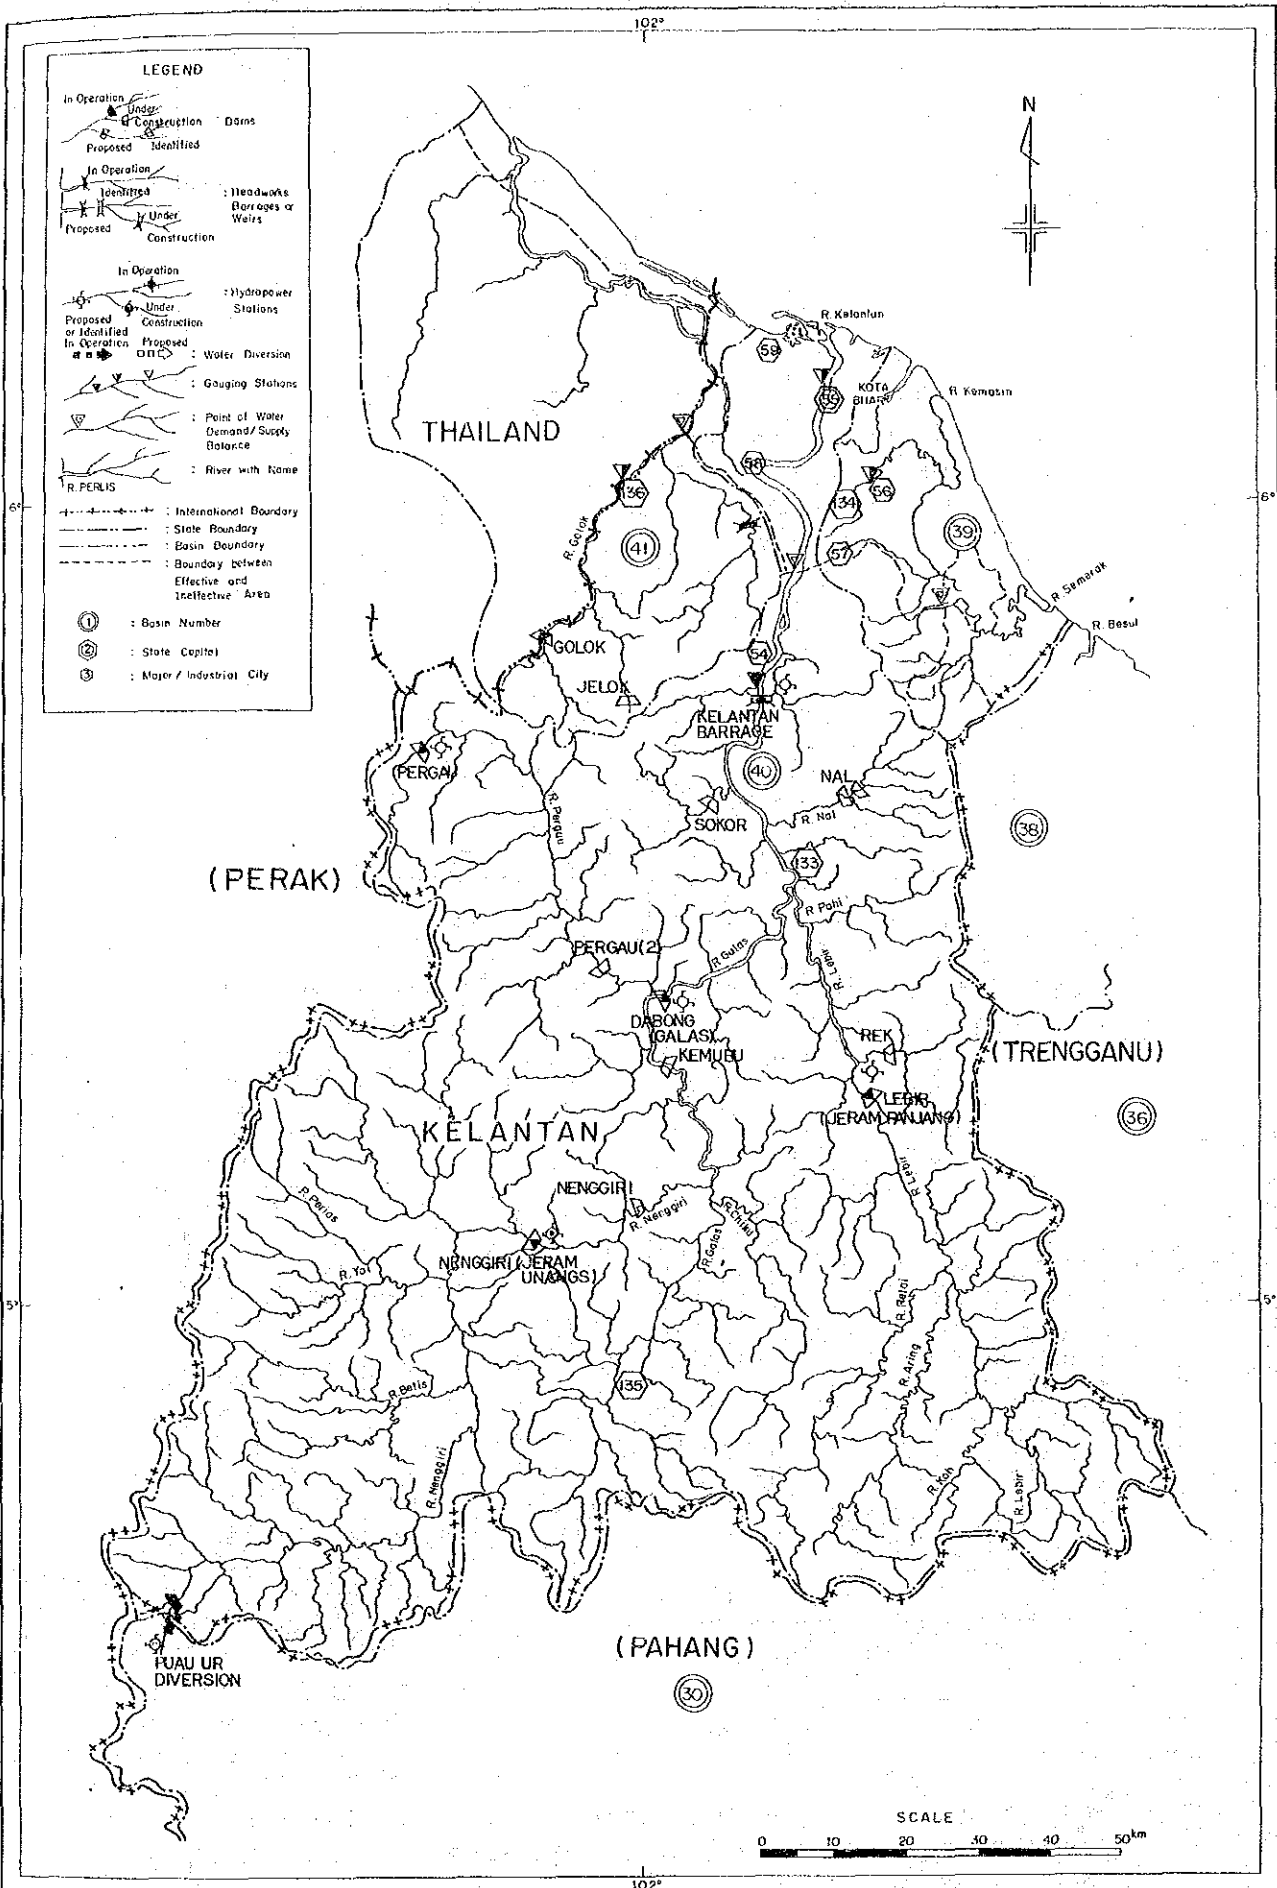 102°
LEGEND
In Operation
Under
Construction
Dams
Proposed
Identified
In Operation
Identified
: Headworks
Barrages or
Weirs
Under
Proposed
Construction
In Operation
: Hydropower
Stations
Under
Proposed
Construction
or Identified
In Operation
Proposed
: Water Diversion
: Gauging Stations
: Point of Water
Demand/Supply
Balance
: River with Name
R. PERLIS
: International Boundary
: State Boundary
: Basin Boundary
: Boundary between
Effective and
Ineffective Area
1 : Basin Number
2 : State Capital
3 : Major / Industrial City
N
R. Kelantan
59
KOTA
BHARU
55
R. Kemasin
THAILAND
58
56
136
134
6°
6°
39
R. Golok
41
57
R. Semerak
R. Besut
GOLOK
54
JELOK
KELANTAN
BARRAGE
(PERGAU)
40
NAL
R. Pergau
SOKOR
R. Nal
38
133
(PERAK)
R. Pahi
PERGAU(2)
R. Galas
R. Lebir
DABONG
(GALAS)
KEMUBU
REK
(TRENGGANU)
LEBIR
(JERAM PANJANG)
36
KELANTAN
R. Lebir
NENGGIRI
R. Perias
R. Nenggiri
R. Chiku
R. Galas
NENGGIRI (JERAM
UNANGS)
R. Yai
5°
5°
R. Relai
R. Aring
135
R. Betis
R. Nenggiri
R. Koh
R. Lebir
(PAHANG)
PUAU UR
DIVERSION
30
SCALE
0 10 20 30 40 50km
102°